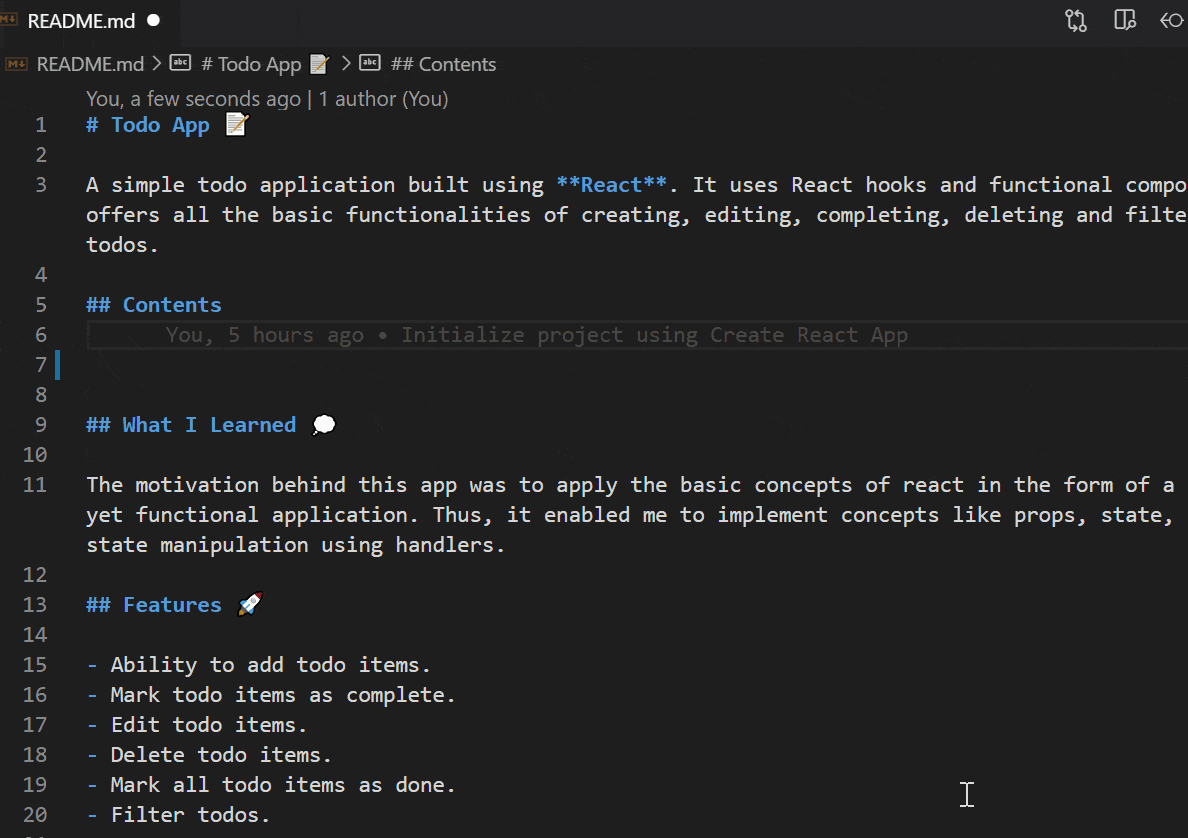 README.md
README.md > # Todo App 📝 > ## Contents
You, a few seconds ago | 1 author (You)
1 # Todo App 📝
2
3 A simple todo application built using **React**. It uses React hooks and functional compo
offers all the basic functionalities of creating, editing, completing, deleting and filte
todos.
4
5 ## Contents
6 You, 5 hours ago • Initialize project using Create React App
7
8
9 ## What I Learned 💭
10
11 The motivation behind this app was to apply the basic concepts of react in the form of a
yet functional application. Thus, it enabled me to implement concepts like props, state,
state manipulation using handlers.
12
13 ## Features 🚀
14
15 - Ability to add todo items.
16 - Mark todo items as complete.
17 - Edit todo items.
18 - Delete todo items.
19 - Mark all todo items as done.
20 - Filter todos.